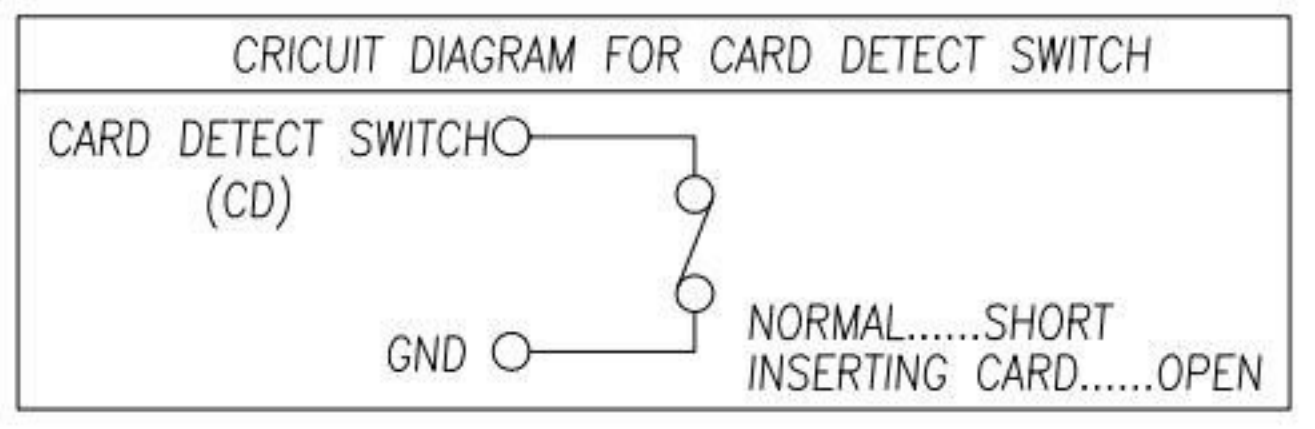 CRICUIT DIAGRAM FOR CARD DETECT SWITCH
CARD DETECT SWITCH
(CD)
GND
NORMAL......SHORT
INSERTING CARD......OPEN